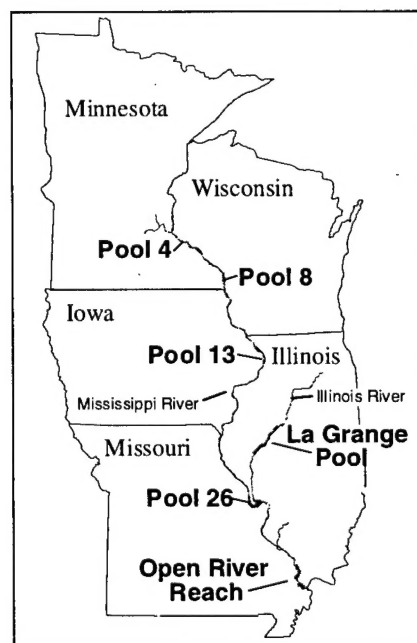 Minnesota
Wisconsin
Pool 4
Pool 8
Iowa
Pool 13
Illinois
Mississippi River
Illinois River
La Grange
Pool
Missouri
Pool 26
Open River
Reach